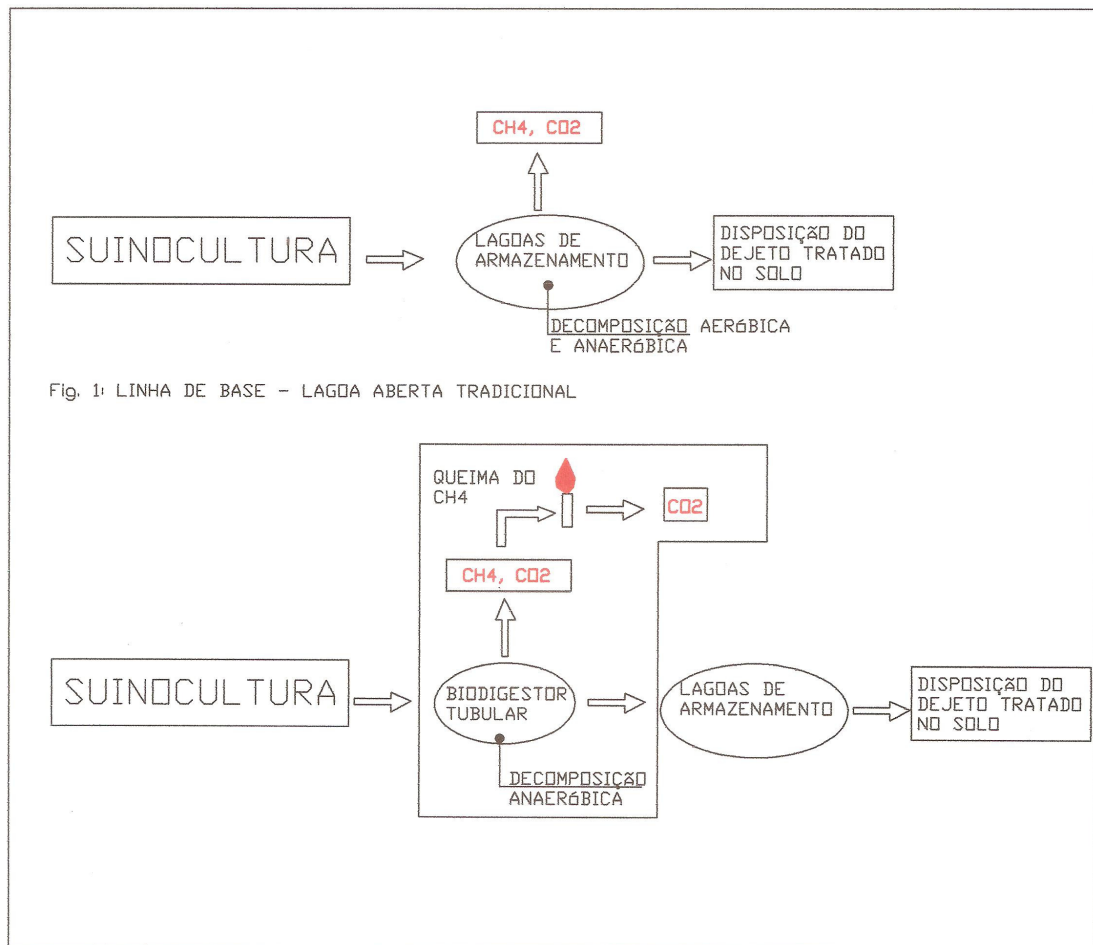 CH4, CO2
SUINOCULTURA
LAGOAS DE
ARMAZENAMENTO
DISPOSIÇÃO DO
DEJETO TRATADO
NO SOLO
DECOMPOSIÇÃO AERÓBICA
E ANAERÓBICA
Fig. 1: LINHA DE BASE - LAGOA ABERTA TRADICIONAL
QUEIMA DO
CH4
CO2
CH4, CO2
SUINOCULTURA
BIODIGESTOR
TUBULAR
LAGOAS DE
ARMAZENAMENTO
DISPOSIÇÃO DO
DEJETO TRATADO
NO SOLO
DECOMPOSIÇÃO
ANAERÓBICA